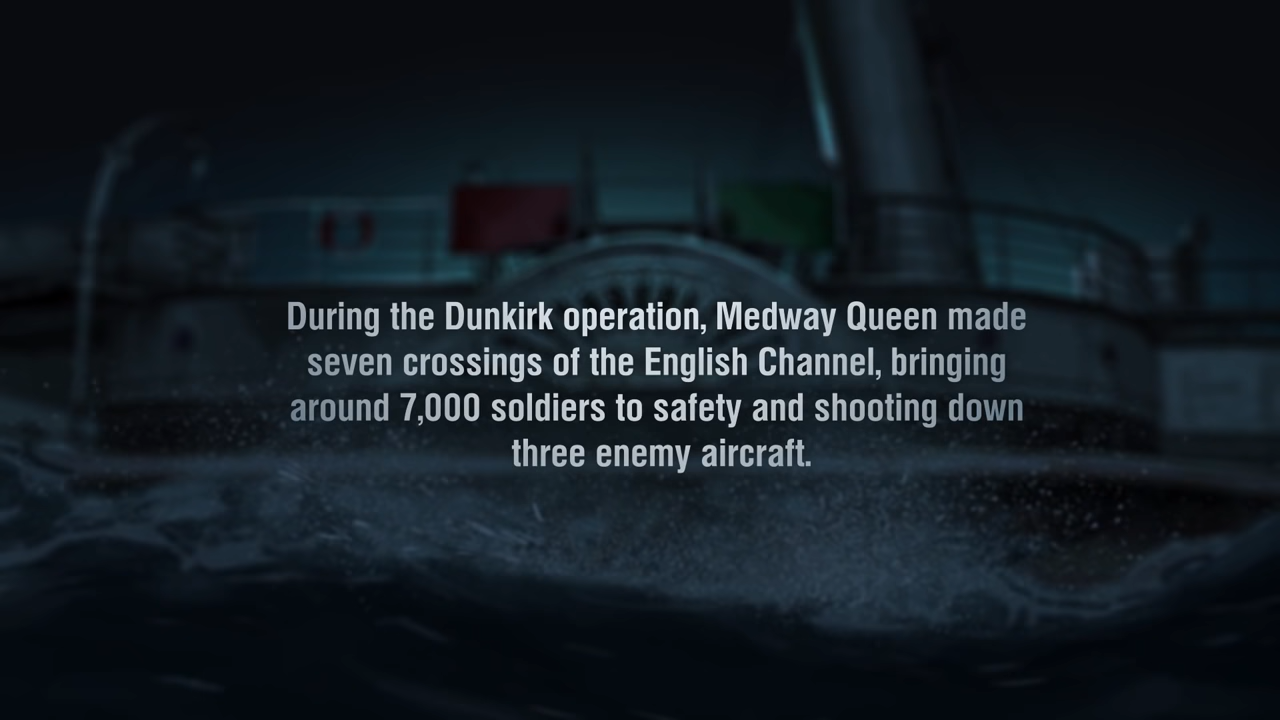 During the Dunkirk operation, Medway Queen made
seven crossings of the English Channel, bringing
around 7,000 soldiers to safety and shooting down
three enemy aircraft.